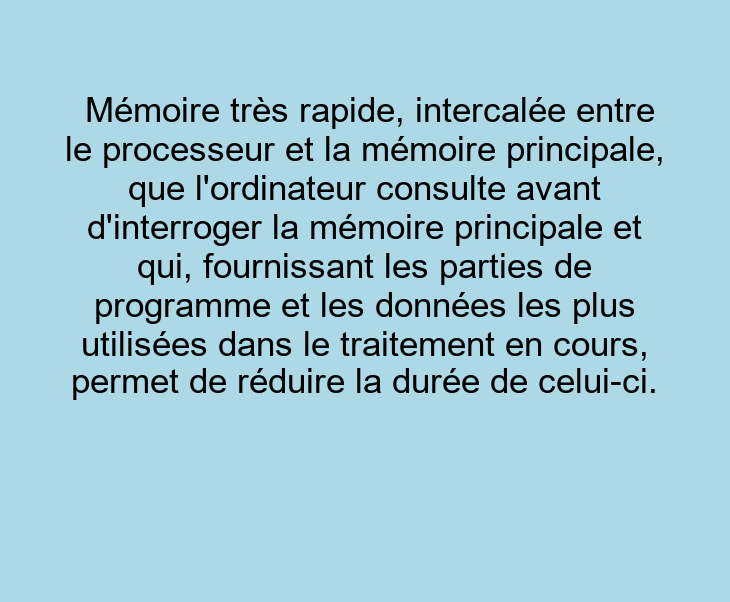 Mémoire très rapide, intercalée entre
le processeur et la mémoire principale,
que l'ordinateur consulte avant
d'interroger la mémoire principale et
qui, fournissant les parties de
programme et les données les plus
utilisées dans le traitement en cours,
permet de réduire la durée de celui-ci.